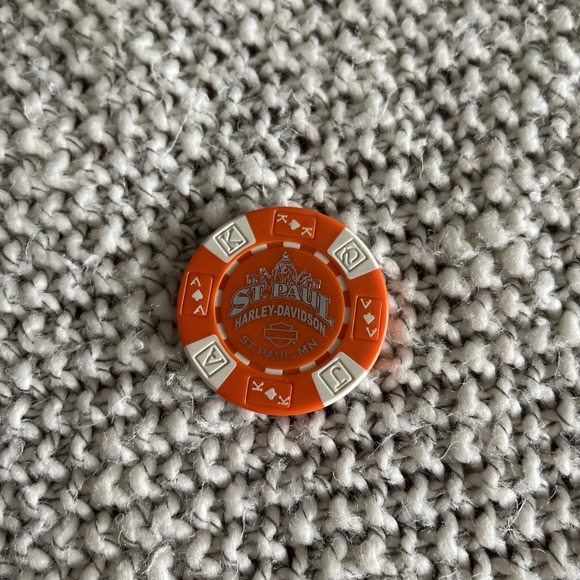 K K
K
Q
A A
ST. PAUL
HARLEY-DAVIDSON
ST. PAUL, MN
A
J
K K